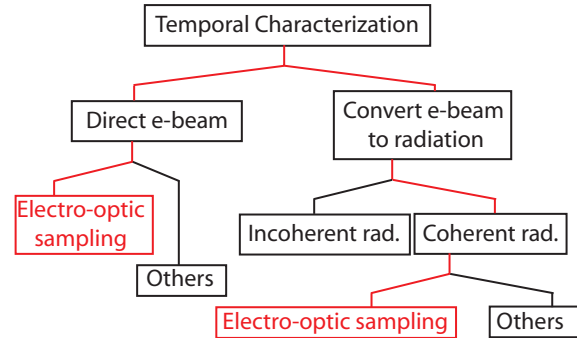 Temporal Characterization
Direct e-beam
Convert e-beam
to radiation
Electro-optic
sampling
Others
Incoherent rad.
Coherent rad.
Electro-optic sampling
Others